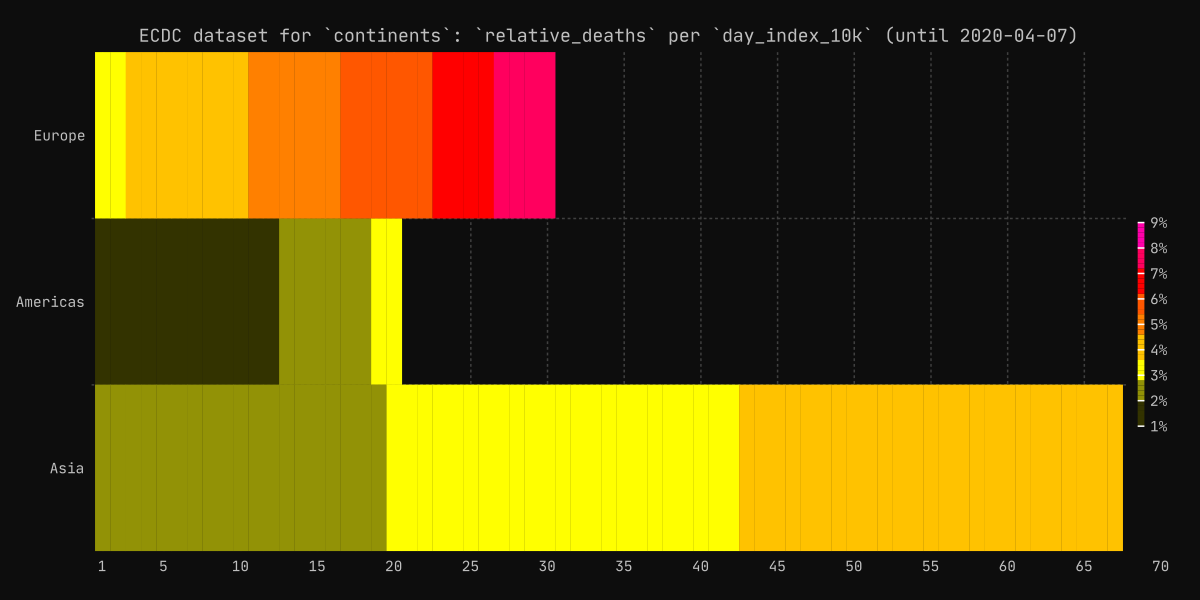 ECDC dataset for `continents`: `relative_deaths` per `day_index_10k` (until 2020-04-07)
Europe
Americas
Asia
9%
8%
7%
6%
5%
4%
3%
2%
1%
1 5 10 15 20 25 30 35 40 45 50 55 60 65 70